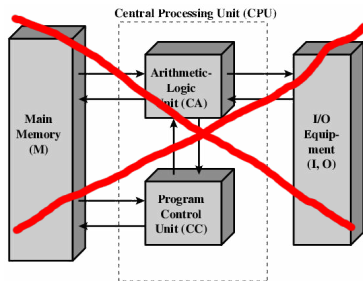 Central Processing Unit (CPU)
Arithmetic-
Logic
Unit (CA)
Main
Memory
(M)
I/O
Equip-
ment
(I, O)
Program
Control
Unit (CC)